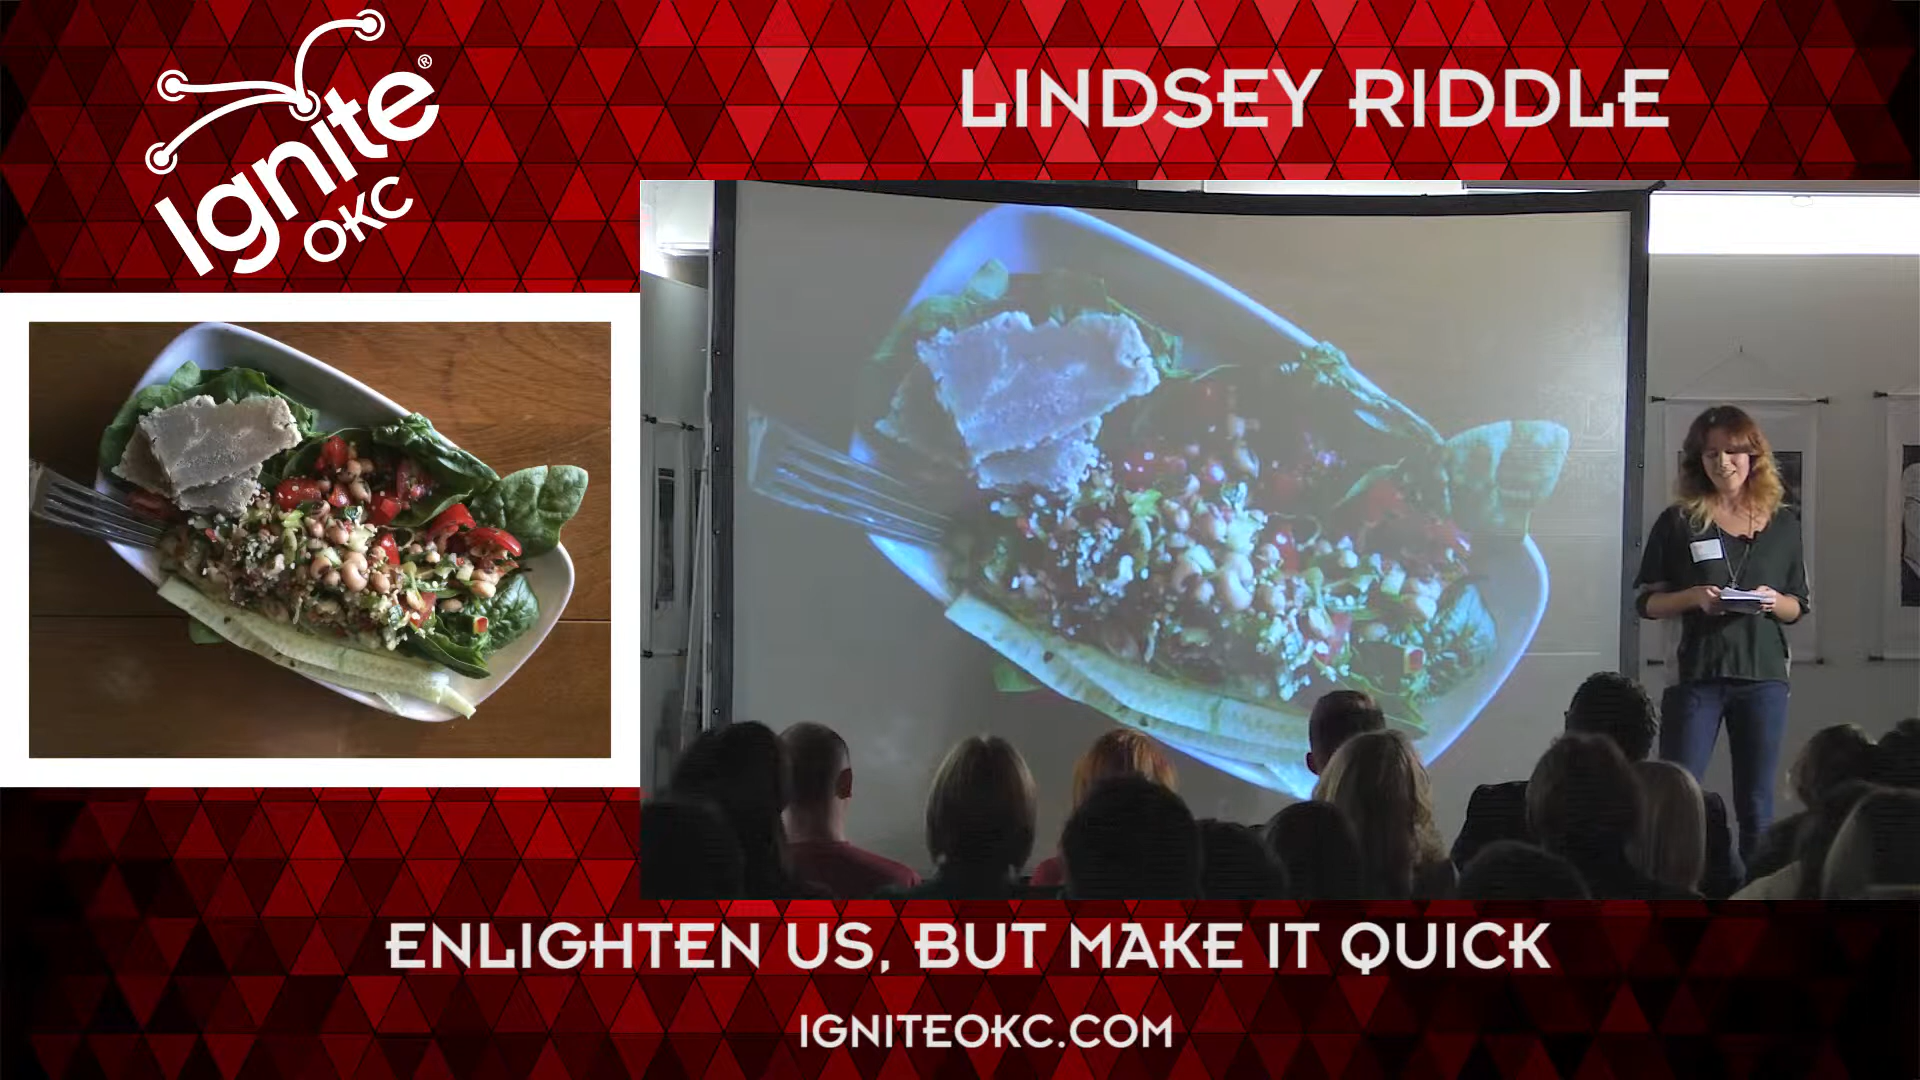 Ignite®
OKC
LINDSEY RIDDLE
ENLIGHTEN US, BUT MAKE IT QUICK
IGNITEOKC.COM